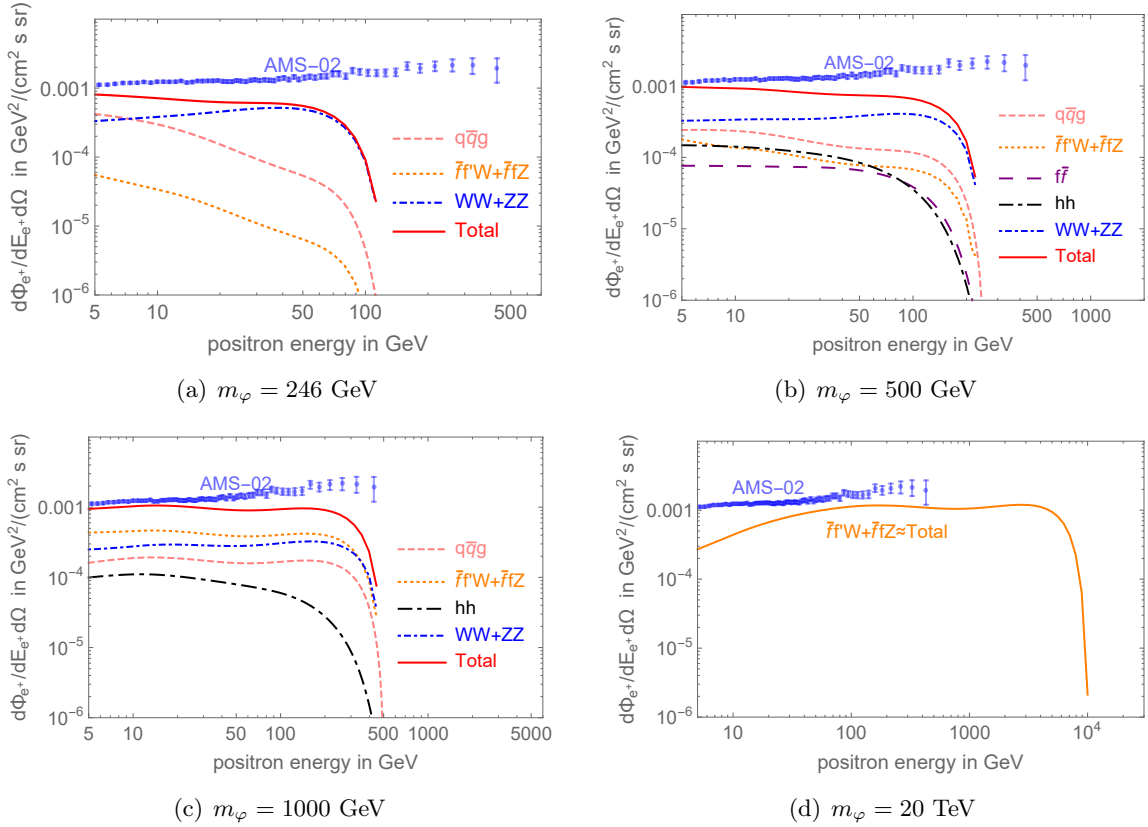 dΦₑ₊/dEₑ₊dΩ in GeV²/(cm² s sr)
0.001
10⁻⁴
10⁻⁵
10⁻⁶
AMS−02
qq̅g
f̅f'W+f̅fZ
WW+ZZ
Total
5 10 50 100 500
positron energy in GeV
(a) mφ = 246 GeV
dΦₑ₊/dEₑ₊dΩ in GeV²/(cm² s sr)
0.001
10⁻⁴
10⁻⁵
10⁻⁶
AMS−02
qq̅g
f̅f'W+f̅fZ
ff̅
hh
WW+ZZ
Total
5 10 50 100 500 1000
positron energy in GeV
(b) mφ = 500 GeV
dΦₑ₊/dEₑ₊dΩ in GeV²/(cm² s sr)
0.001
10⁻⁴
10⁻⁵
10⁻⁶
AMS−02
qq̅g
f̅f'W+f̅fZ
hh
WW+ZZ
Total
5 10 50 100 500 1000 5000
positron energy in GeV
(c) mφ = 1000 GeV
dΦₑ₊/dEₑ₊dΩ in GeV²/(cm² s sr)
0.001
10⁻⁴
10⁻⁵
10⁻⁶
AMS−02
f̅f'W+f̅fZ≈Total
10 100 1000 10⁴
positron energy in GeV
(d) mφ = 20 TeV